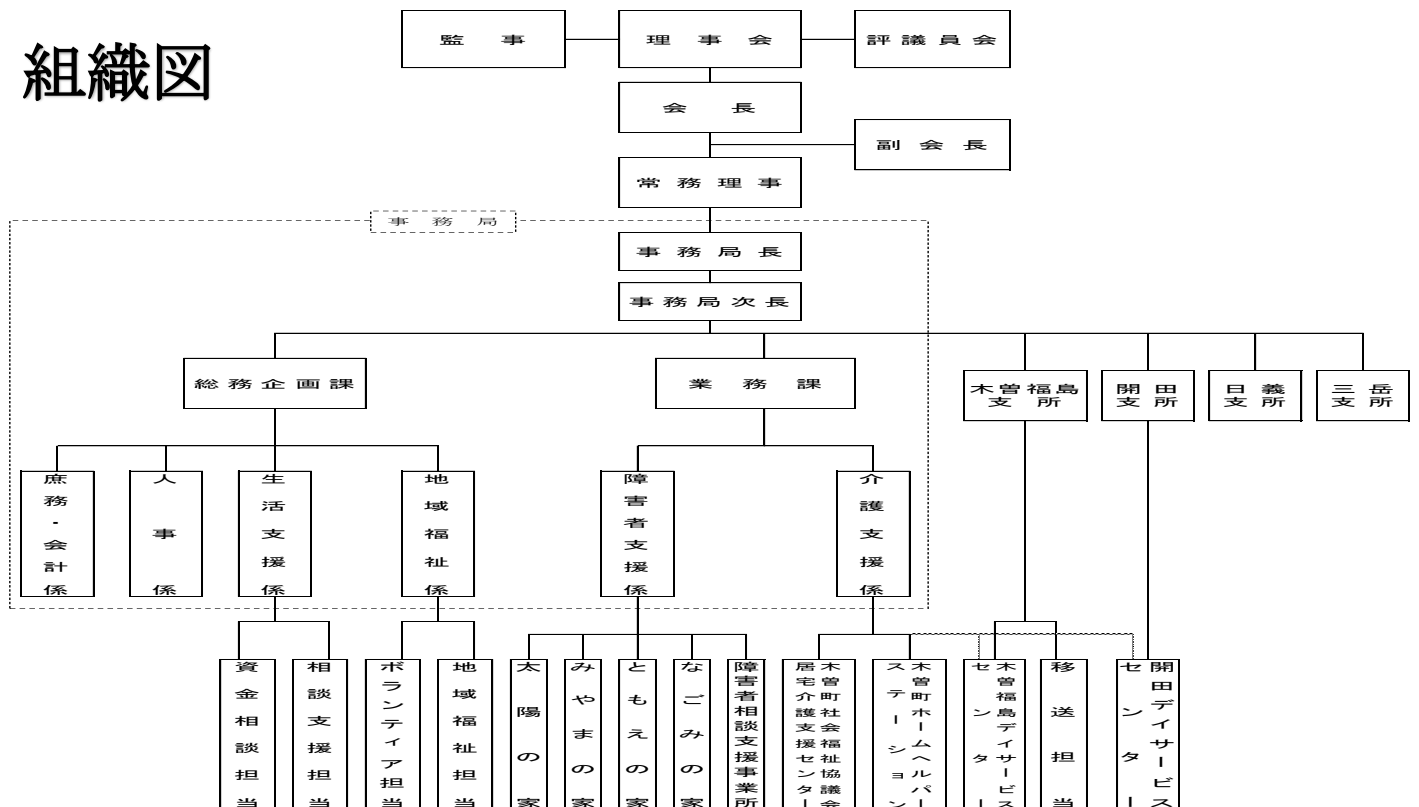 組織図
監事
理事会
評議員会
会長
副会長
常務理事
事務局
事務局長
事務局次長
総務企画課
業務課
木曽福島
支所
開田
支所
日義
支所
三岳
支所
庶務・会計係
人事係
生活支援係
地域福祉係
障害者支援係
介護支援係
資金相談担当
相談支援担当
ボランティア担当
地域福祉担当
太陽の家
みやまの家
ともえの家
なごみの家
障害者相談支援事業所
木曽町社会福祉協議会
居宅介護支援センター
木曽町ホームヘルパー
ステーション
木曽福島デイサービス
センター
移送担当
開田デイサービス
センター